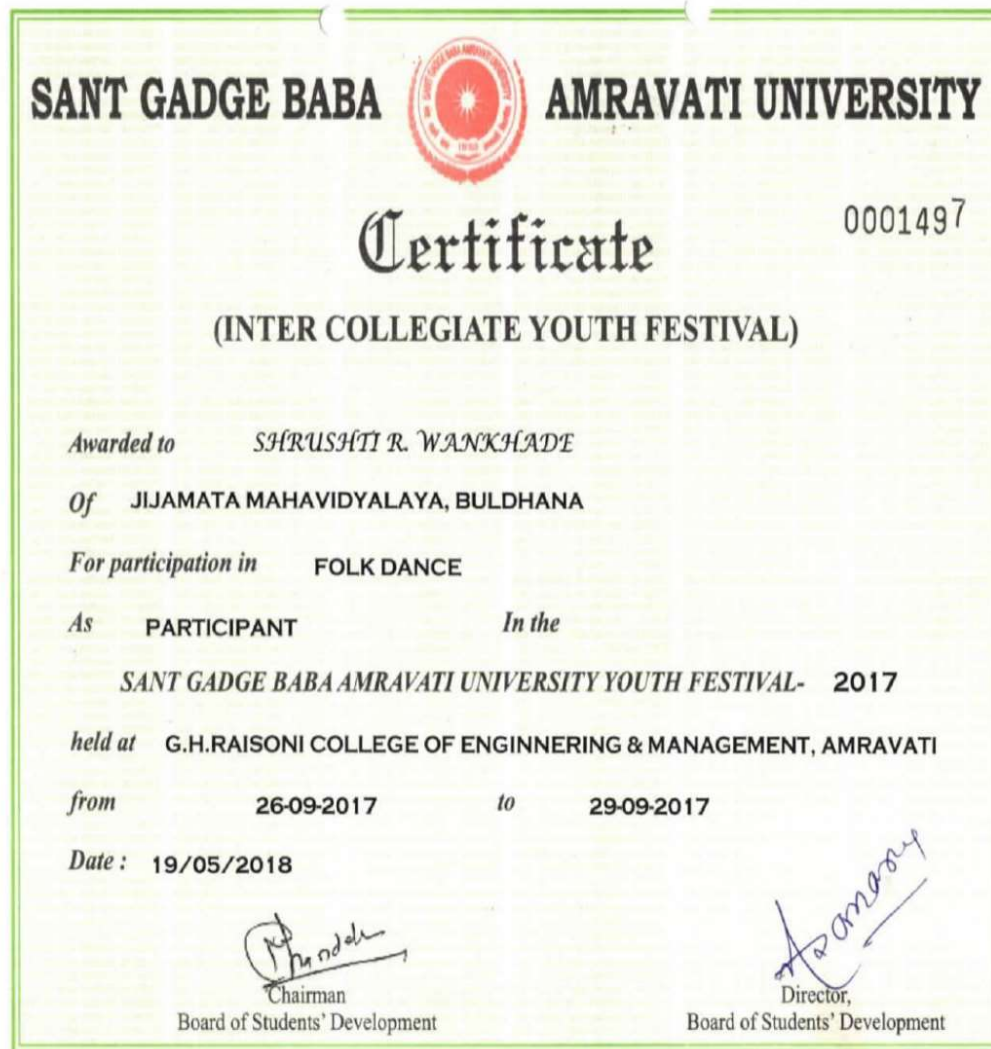 SANT GADGE BABA AMRAVATI UNIVERSITY
0001497
Certificate
(INTER COLLEGIATE YOUTH FESTIVAL)
Awarded to SHRUSHTI R. WANKHADE
Of JIJAMATA MAHAVIDYALAYA, BULDHANA
For participation in FOLK DANCE
As PARTICIPANT In the
SANT GADGE BABA AMRAVATI UNIVERSITY YOUTH FESTIVAL- 2017
held at G.H.RAISONI COLLEGE OF ENGINNERING & MANAGEMENT, AMRAVATI
from 26-09-2017 to 29-09-2017
Date : 19/05/2018
Chairman
Board of Students' Development
Director,
Board of Students' Development